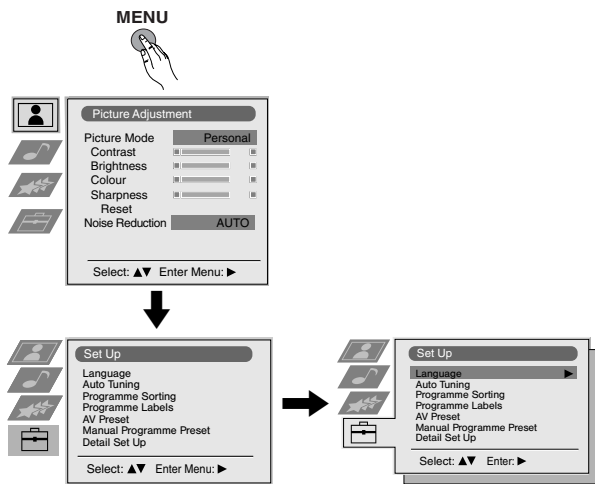 MENU
Picture Adjustment
Picture Mode Personal
Contrast
Brightness
Colour
Sharpness
Reset
Noise Reduction AUTO
Select: ▲▼ Enter Menu: ▶
Set Up
Language
Auto Tuning
Programme Sorting
Programme Labels
AV Preset
Manual Programme Preset
Detail Set Up
Select: ▲▼ Enter Menu: ▶
Set Up
Language ▶
Auto Tuning
Programme Sorting
Programme Labels
AV Preset
Manual Programme Preset
Detail Set Up
Select: ▲▼ Enter: ▶